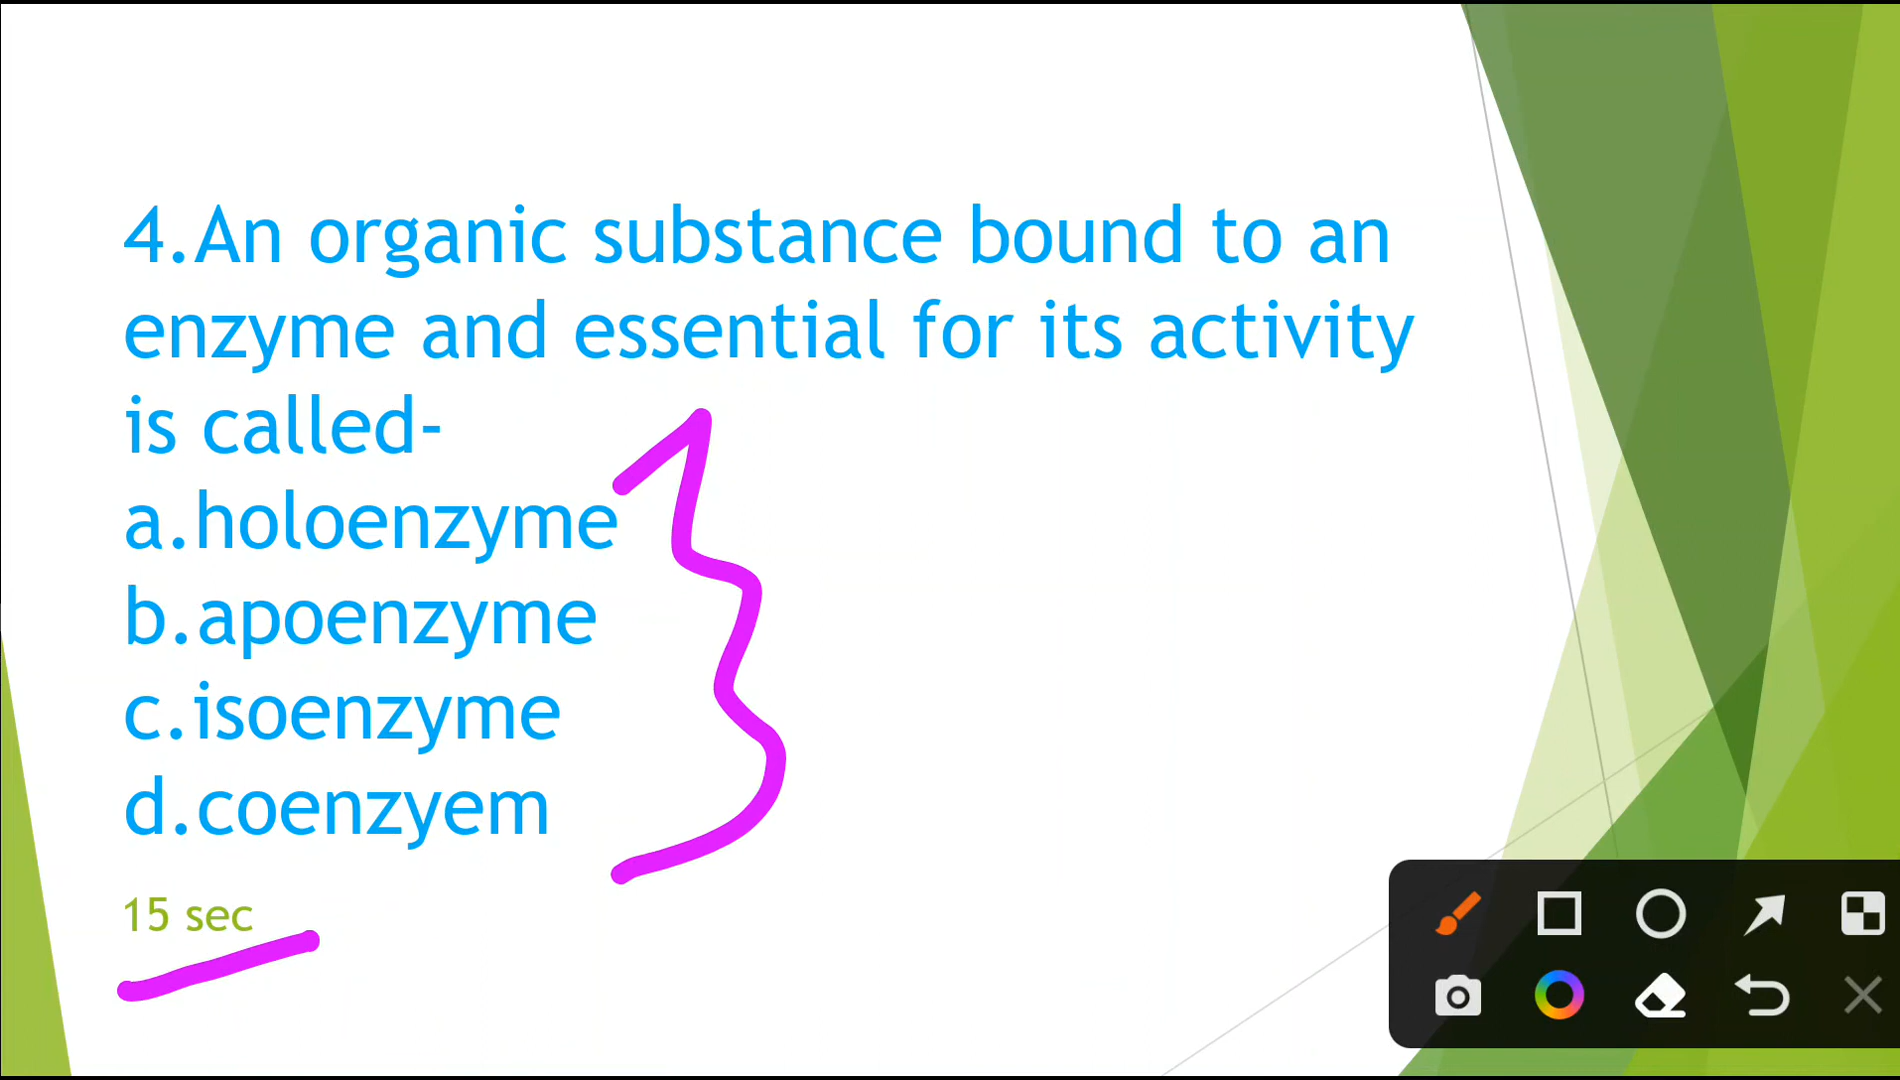 4.An organic substance bound to an
enzyme and essential for its activity
is called-
a.holoenzyme
b.apoenzyme
c.isoenzyme
d.coenzyem
15 sec